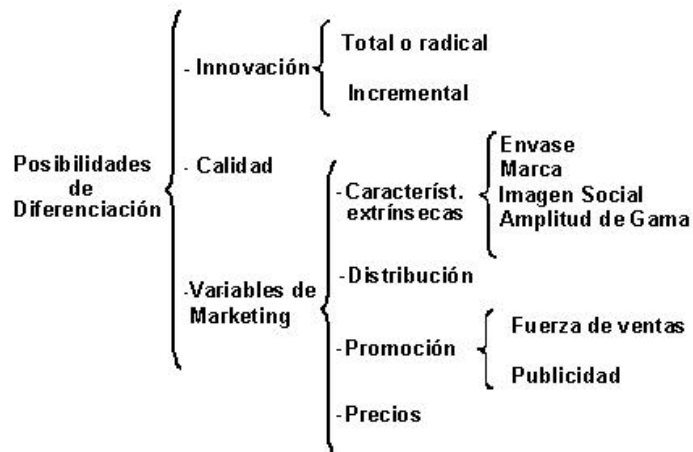 Posibilidades
de
Diferenciación
- Innovación
Total o radical
Incremental
- Calidad
-Variables de
Marketing
-Característ.
extrínsecas
Envase
Marca
Imagen Social
Amplitud de Gama
-Distribución
-Promoción
Fuerza de ventas
Publicidad
-Precios